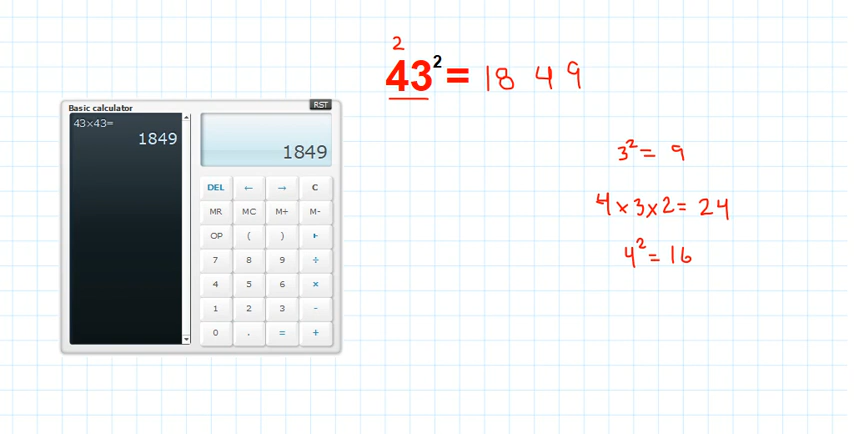 2
43² = 18 4 9
Basic calculator
RST
43×43=
1849
1849
DEL ← → C
MR MC M+ M-
OP ( ) ⊦
7 8 9 ÷
4 5 6 ×
1 2 3 -
0 . = +
3² = 9
4 × 3 × 2 = 24
4² = 16